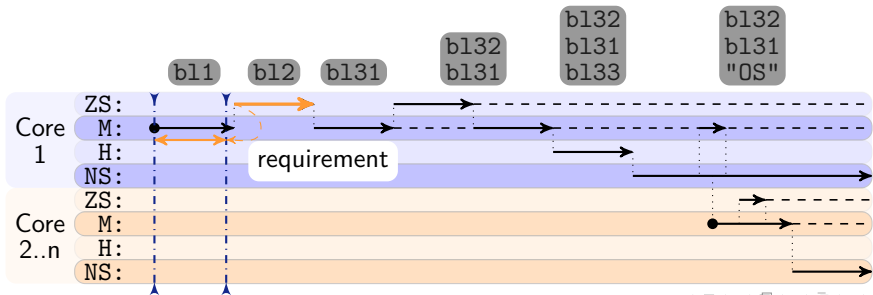 bl1
bl2
bl31
bl32
bl31
bl32
bl31
bl33
bl32
bl31
"OS"
Core
1
ZS:
M:
H:
NS:
requirement
Core
2..n
ZS:
M:
H:
NS: